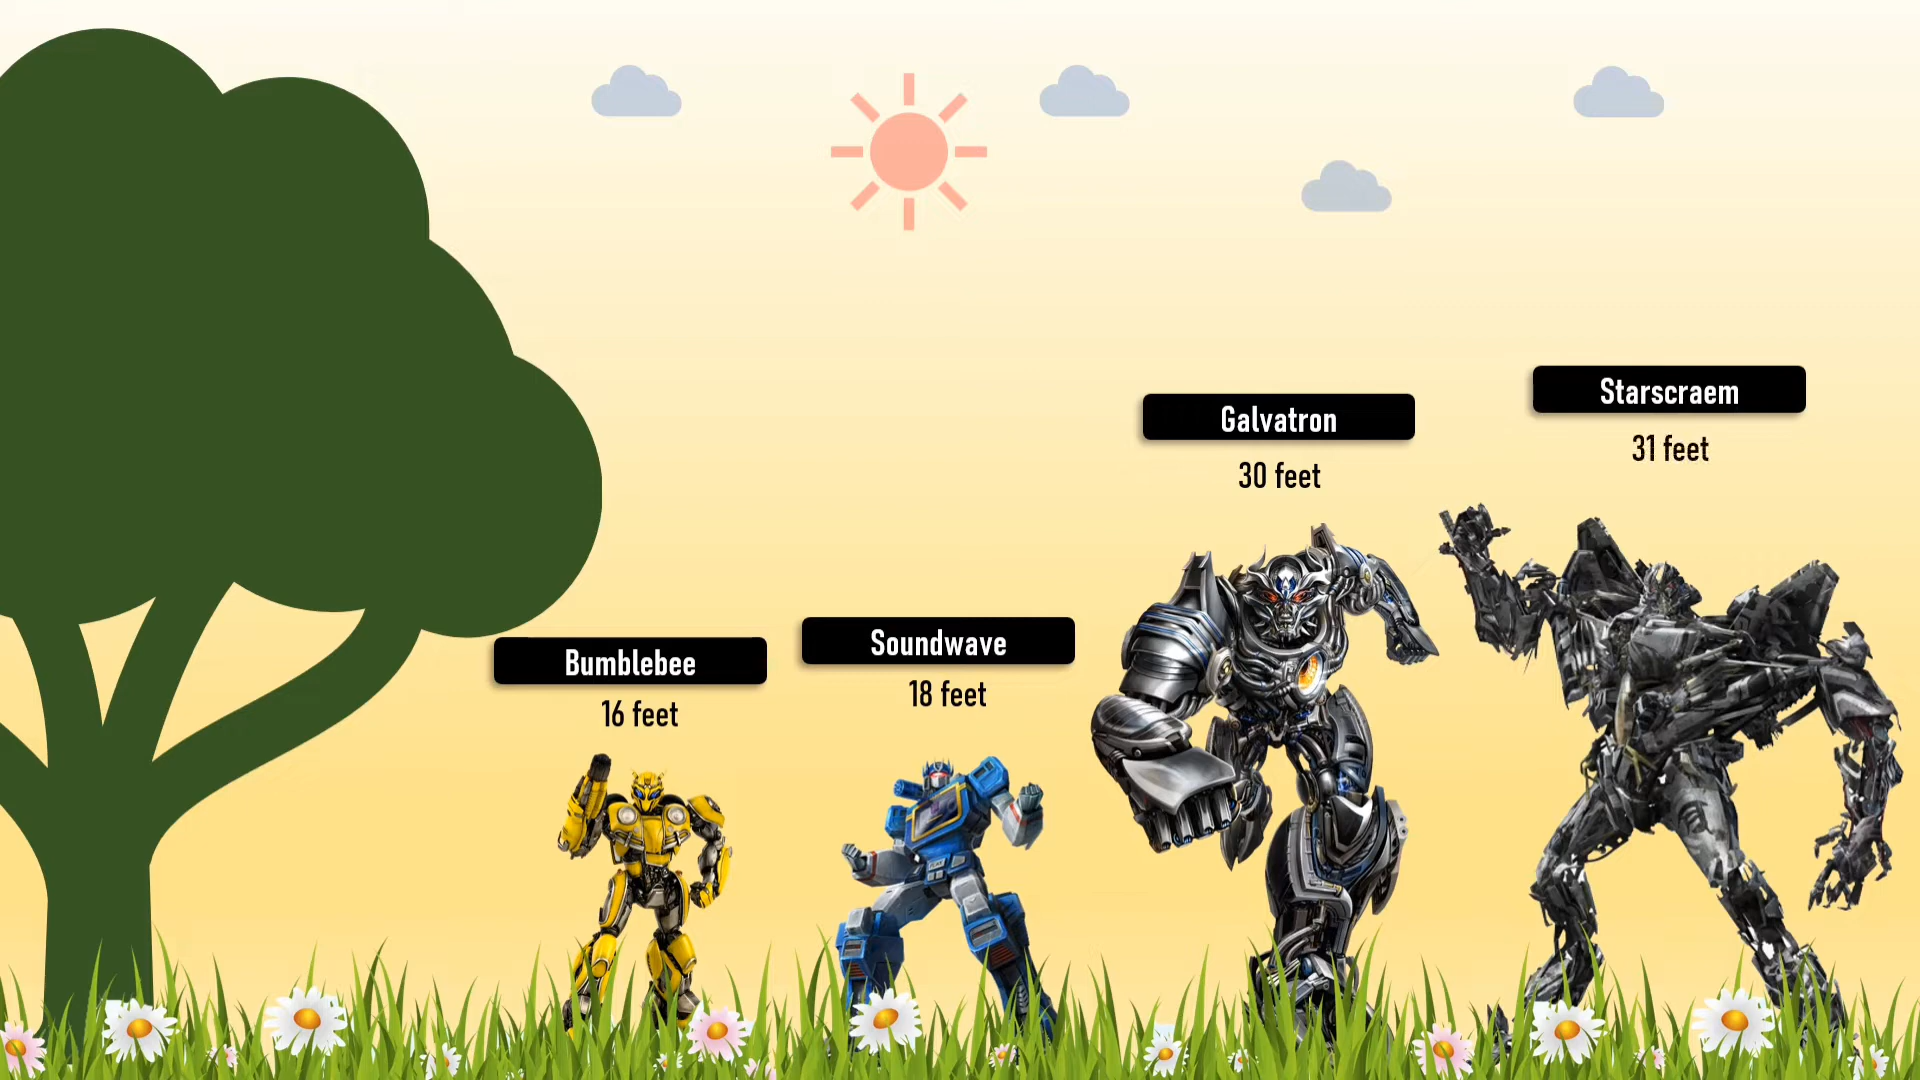 Bumblebee
16 feet
Soundwave
18 feet
Galvatron
30 feet
Starscraem
31 feet